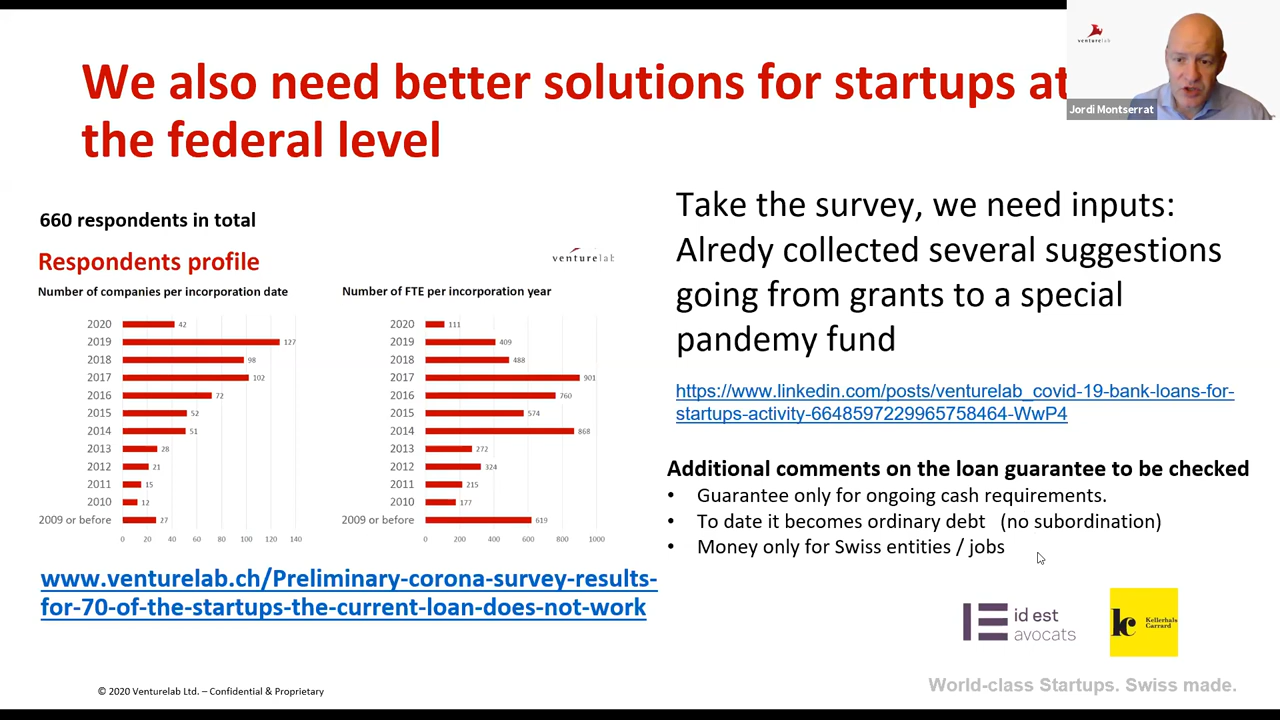 We also need better solutions for startups at
the federal level
venturelab
Jordi Montserrat
660 respondents in total
Respondents profile
venturelab
Number of companies per incorporation date
2020 42
2019 127
2018 98
2017 102
2016 72
2015 52
2014 51
2013 28
2012 21
2011 15
2010 12
2009 or before 27
0 20 40 60 80 100 120 140
Number of FTE per incorporation year
2020 111
2019 409
2018 488
2017 901
2016 760
2015 574
2014 868
2013 272
2012 324
2011 215
2010 177
2009 or before 619
0 200 400 600 800 1000
www.venturelab.ch/Preliminary-corona-survey-results-
for-70-of-the-startups-the-current-loan-does-not-work
Take the survey, we need inputs:
Alredy collected several suggestions
going from grants to a special
pandemy fund
https://www.linkedin.com/posts/venturelab_covid-19-bank-loans-for-
startups-activity-6648597229965758464-WwP4
Additional comments on the loan guarantee to be checked
• Guarantee only for ongoing cash requirements.
• To date it becomes ordinary debt (no subordination)
• Money only for Swiss entities / jobs
id est
avocats
kc
Kellerhals
Carrard
© 2020 Venturelab Ltd. – Confidential & Proprietary
World-class Startups. Swiss made.